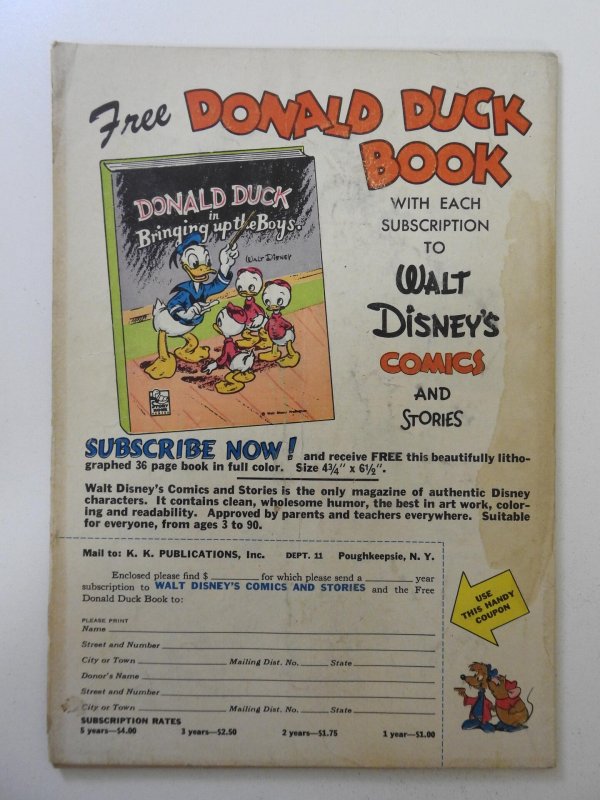 Free DONALD DUCK
BOOK
WITH EACH
SUBSCRIPTION
TO
WALT
DISNEY'S
COMICS
AND
STORIES
DONALD DUCK
in
Bringing up the Boys.
WALT DISNEY
SUBSCRIBE NOW! and receive FREE this beautifully litho-
graphed 36 page book in full color. Size 4¾" x 6½".
Walt Disney's Comics and Stories is the only magazine of authentic Disney
characters. It contains clean, wholesome humor, the best in art work, color-
ing and readability. Approved by parents and teachers everywhere. Suitable
for everyone, from ages 3 to 90.
Mail to: K. K. PUBLICATIONS, Inc. DEPT. 11 Poughkeepsie, N. Y.
Enclosed please find $ for which please send a year
subscription to WALT DISNEY'S COMICS AND STORIES and the Free
Donald Duck Book to:
PLEASE PRINT
Name
Street and Number
City or Town Mailing Dist. No. State
Donor's Name
Street and Number
City or Town Mailing Dist. No. State
SUBSCRIPTION RATES
5 years—$4.00 3 years—$2.50 2 years—$1.75 1 year—$1.00
USE
THIS HANDY
COUPON